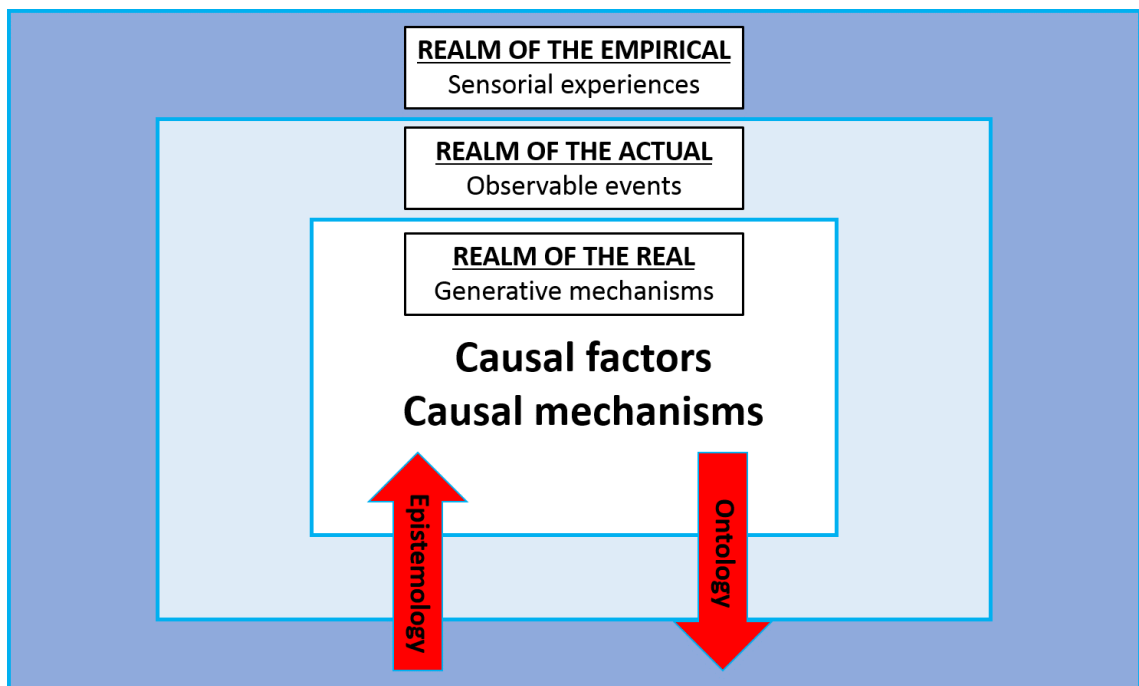 REALM OF THE EMPIRICAL
Sensorial experiences
REALM OF THE ACTUAL
Observable events
REALM OF THE REAL
Generative mechanisms
Causal factors
Causal mechanisms
Epistemology
Ontology